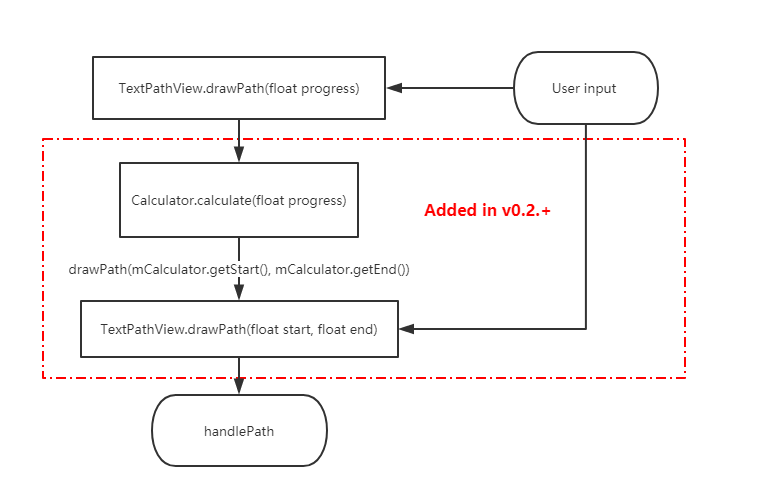 TextPathView.drawPath(float progress)
User input
Calculator.calculate(float progress)
Added in v0.2.+
drawPath(mCalculator.getStart(), mCalculator.getEnd())
TextPathView.drawPath(float start, float end)
handlePath